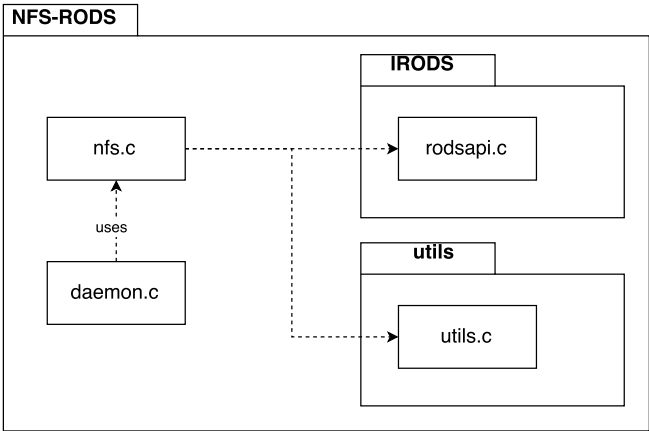 NFS-RODS
IRODS
nfs.c
rodsapi.c
uses
utils
daemon.c
utils.c